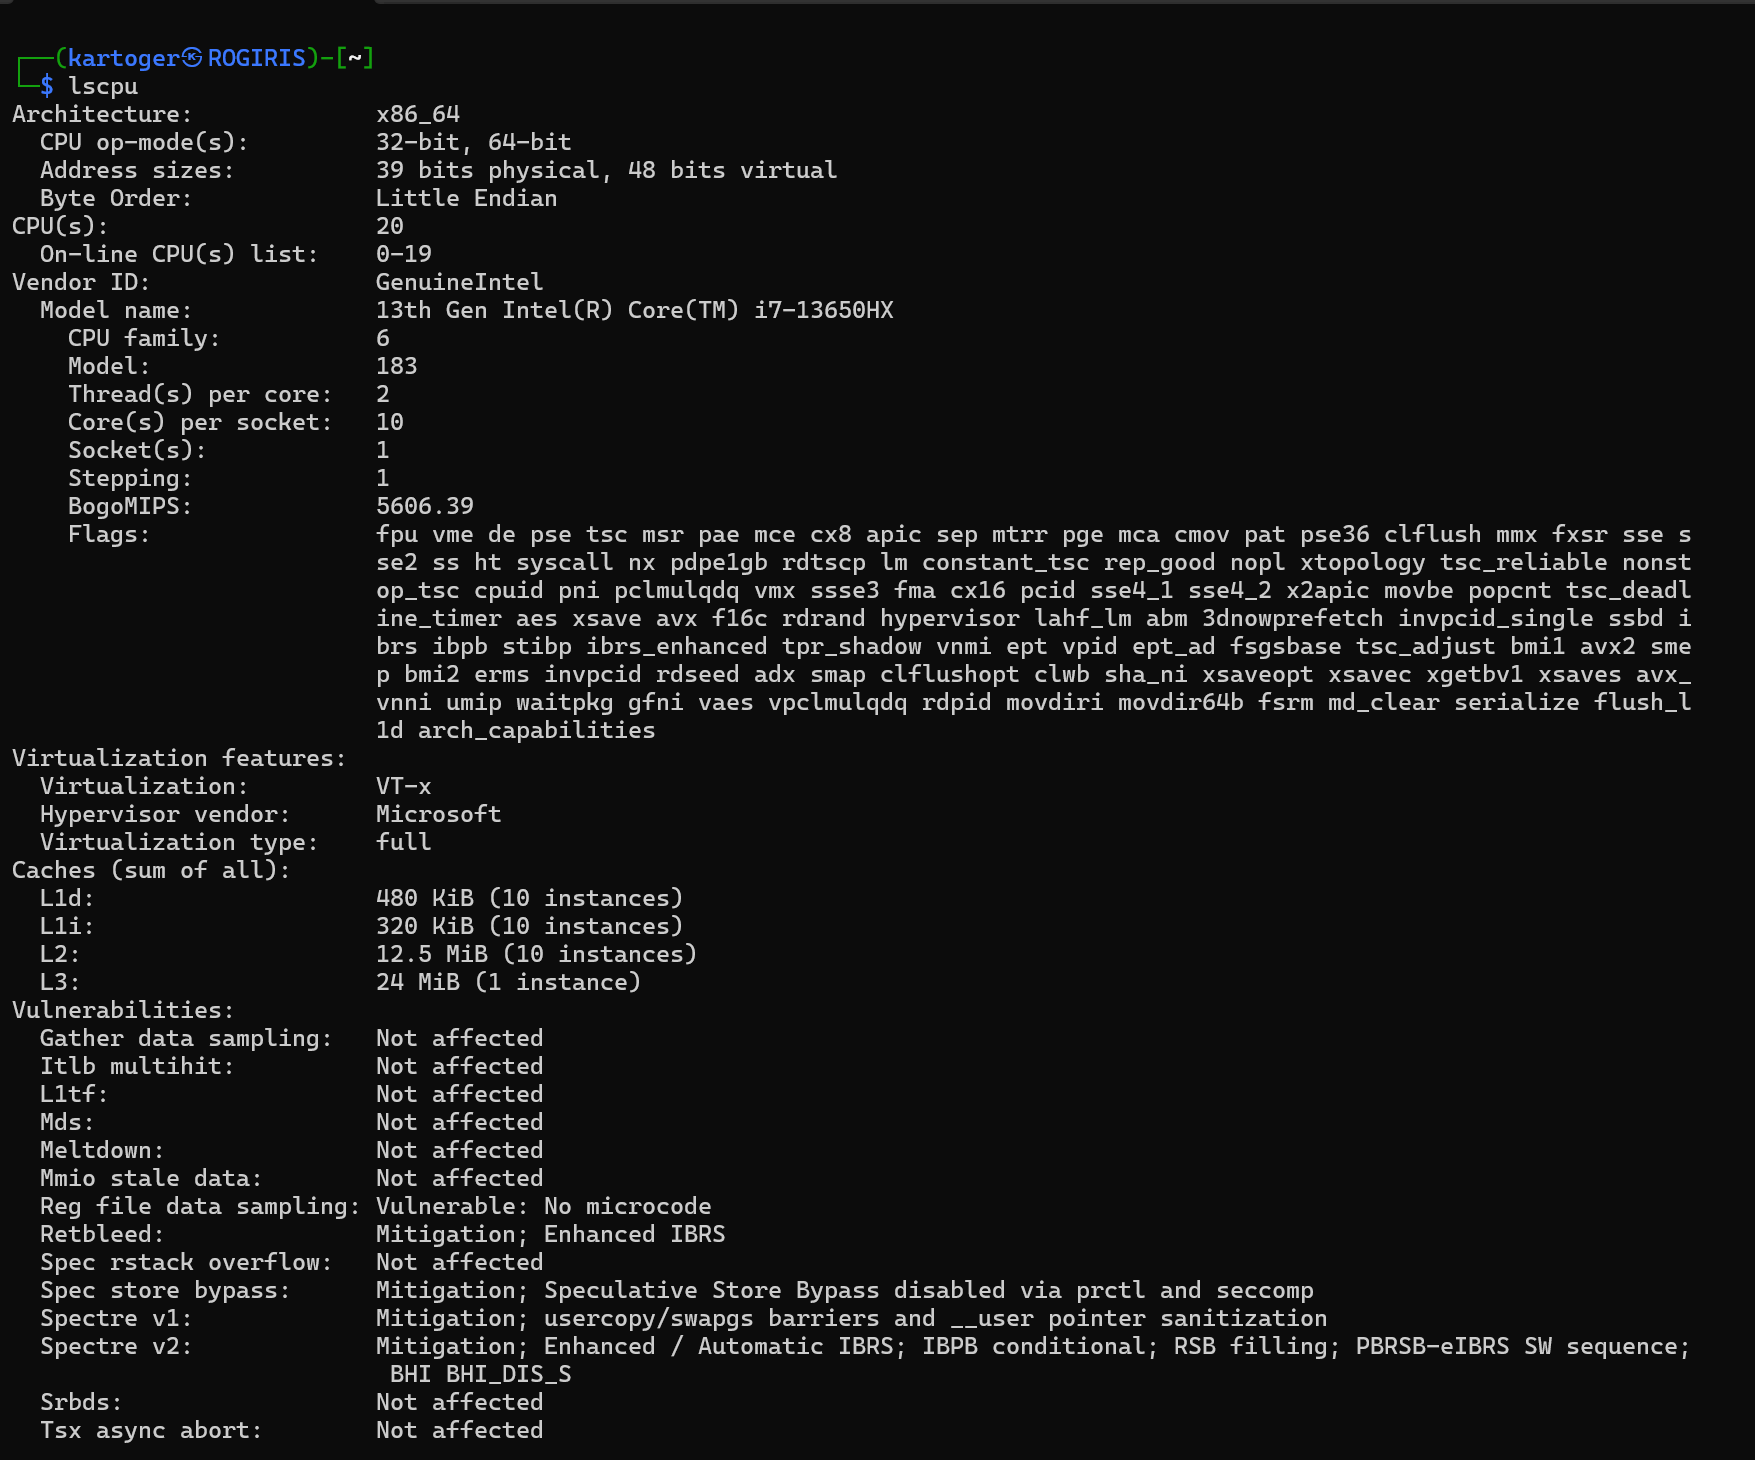 ┌──(kartoger㉿ROGIRIS)-[~]
└─$ lscpu
Architecture:             x86_64
  CPU op-mode(s):         32-bit, 64-bit
  Address sizes:          39 bits physical, 48 bits virtual
  Byte Order:             Little Endian
CPU(s):                   20
  On-line CPU(s) list:    0-19
Vendor ID:                GenuineIntel
  Model name:             13th Gen Intel(R) Core(TM) i7-13650HX
    CPU family:           6
    Model:                183
    Thread(s) per core:   2
    Core(s) per socket:   10
    Socket(s):            1
    Stepping:             1
    BogoMIPS:             5606.39
    Flags:                fpu vme de pse tsc msr pae mce cx8 apic sep mtrr pge mca cmov pat pse36 clflush mmx fxsr sse s
                          se2 ss ht syscall nx pdpe1gb rdtscp lm constant_tsc rep_good nopl xtopology tsc_reliable nonst
                          op_tsc cpuid pni pclmulqdq vmx ssse3 fma cx16 pcid sse4_1 sse4_2 x2apic movbe popcnt tsc_deadl
                          ine_timer aes xsave avx f16c rdrand hypervisor lahf_lm abm 3dnowprefetch invpcid_single ssbd i
                          brs ibpb stibp ibrs_enhanced tpr_shadow vnmi ept vpid ept_ad fsgsbase tsc_adjust bmi1 avx2 sme
                          p bmi2 erms invpcid rdseed adx smap clflushopt clwb sha_ni xsaveopt xsavec xgetbv1 xsaves avx_
                          vnni umip waitpkg gfni vaes vpclmulqdq rdpid movdiri movdir64b fsrm md_clear serialize flush_l
                          1d arch_capabilities
Virtualization features:
  Virtualization:         VT-x
  Hypervisor vendor:      Microsoft
  Virtualization type:    full
Caches (sum of all):
  L1d:                    480 KiB (10 instances)
  L1i:                    320 KiB (10 instances)
  L2:                     12.5 MiB (10 instances)
  L3:                     24 MiB (1 instance)
Vulnerabilities:
  Gather data sampling:   Not affected
  Itlb multihit:          Not affected
  L1tf:                   Not affected
  Mds:                    Not affected
  Meltdown:               Not affected
  Mmio stale data:        Not affected
  Reg file data sampling: Vulnerable: No microcode
  Retbleed:               Mitigation; Enhanced IBRS
  Spec rstack overflow:   Not affected
  Spec store bypass:      Mitigation; Speculative Store Bypass disabled via prctl and seccomp
  Spectre v1:             Mitigation; usercopy/swapgs barriers and __user pointer sanitization
  Spectre v2:             Mitigation; Enhanced / Automatic IBRS; IBPB conditional; RSB filling; PBRSB-eIBRS SW sequence;
                           BHI BHI_DIS_S
  Srbds:                  Not affected
  Tsx async abort:        Not affected